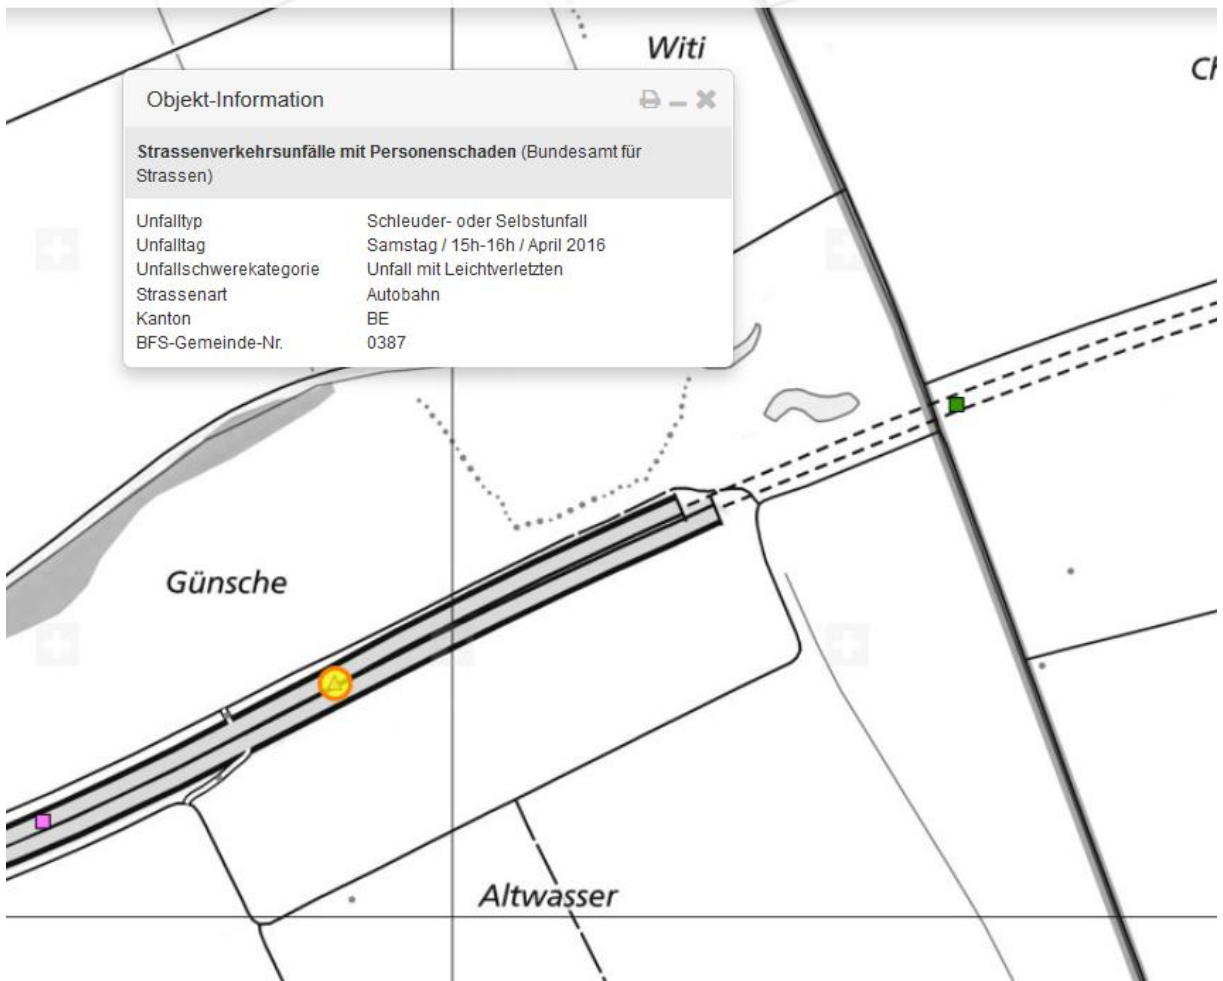 Witi
Ch
Objekt-Information
Strassenverkehrsunfälle mit Personenschaden (Bundesamt für
Strassen)
Unfalltyp Schleuder- oder Selbstunfall
Unfalltag Samstag / 15h-16h / April 2016
Unfallschwerekategorie Unfall mit Leichtverletzten
Strassenart Autobahn
Kanton BE
BFS-Gemeinde-Nr. 0387
Günsche
Altwasser